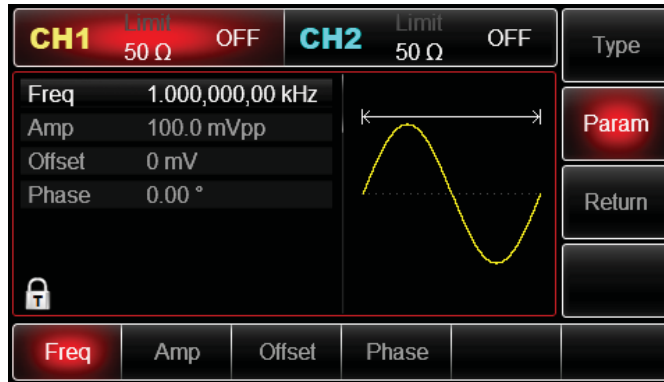 CH1 Limit 50 Ω OFF CH2 Limit 50 Ω OFF
Type
Freq 1.000,000,00 kHz
Amp 100.0 mVpp
Offset 0 mV
Phase 0.00 °
Param
Return
T
Freq Amp Offset Phase